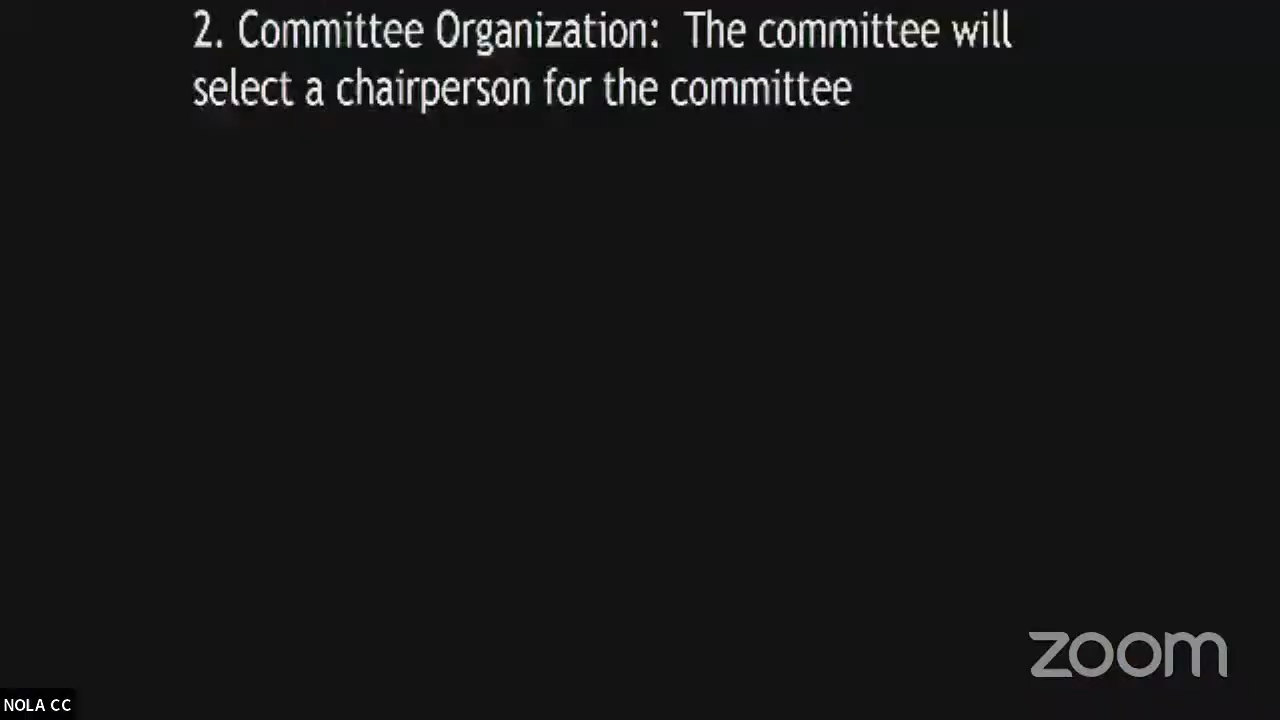 2. Committee Organization:  The committee will
select a chairperson for the committee
zoom
NOLA CC